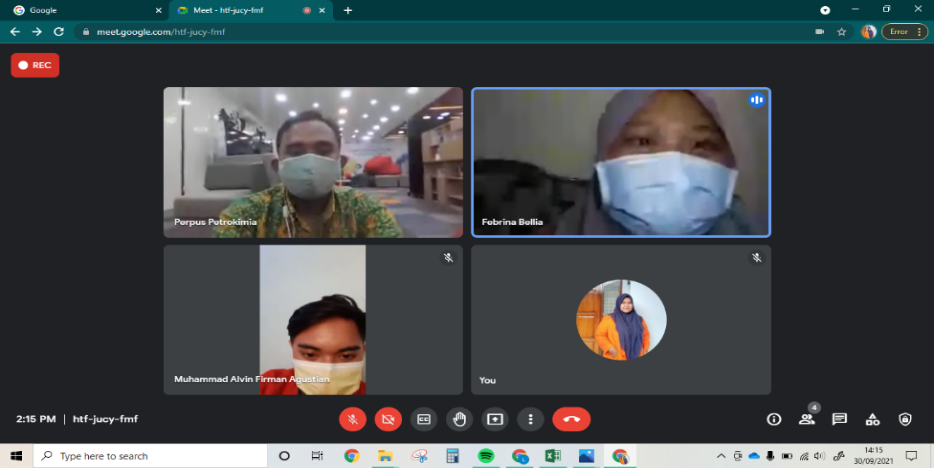 Google
Meet - htf-jucy-fmf
meet.google.com/htf-jucy-fmf
Error
REC
Perpus Petrokimia
Febrina Bellia
Muhammad Alvin Firman Agustian
You
2:15 PM | htf-jucy-fmf
CC
4
Type here to search
14:15
30/09/2021